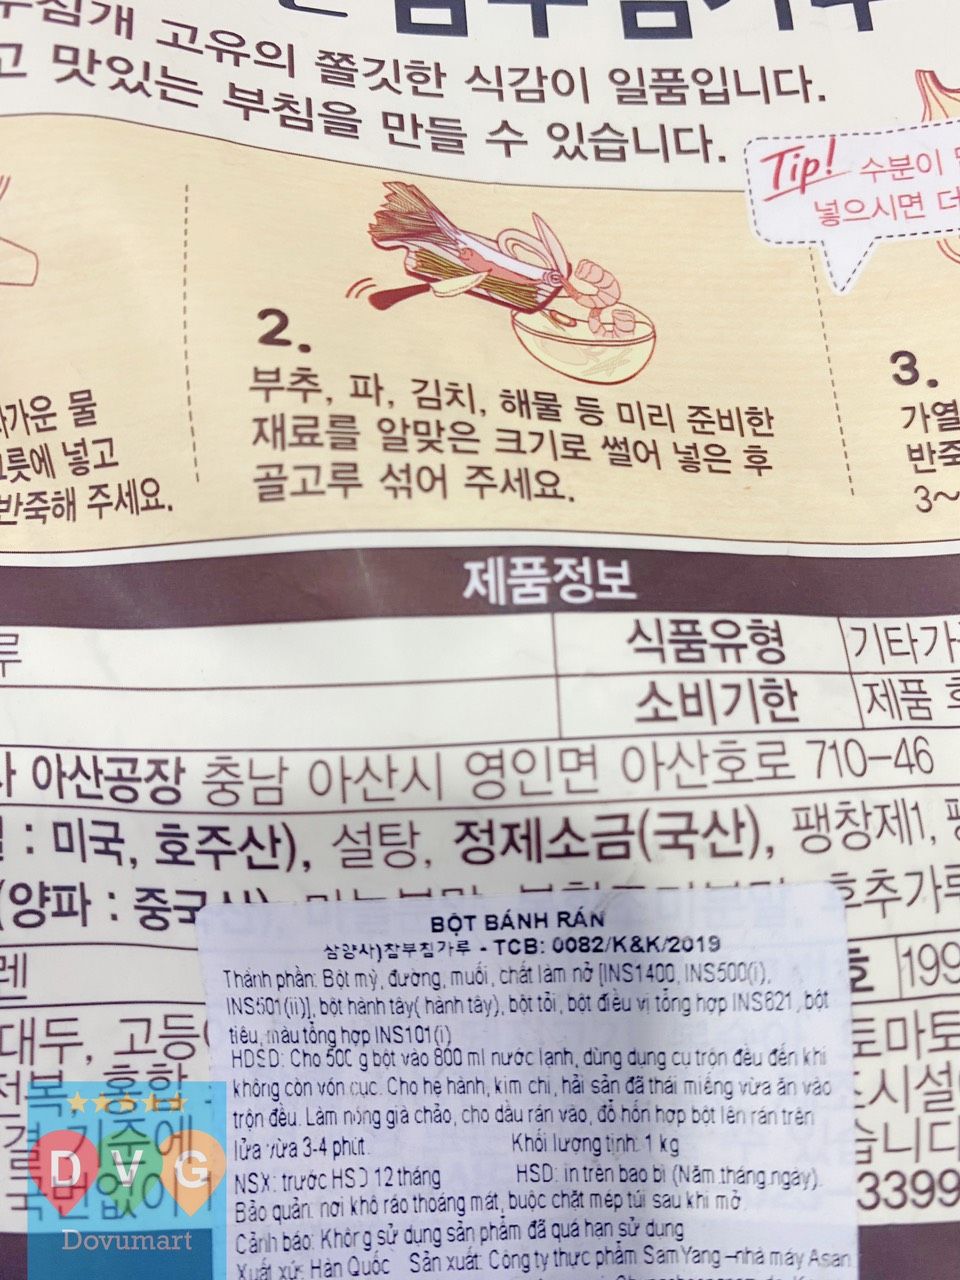 부침개 고유의 쫄깃한 식감이 일품입니다.
고 맛있는 부침을 만들 수 있습니다.
Tip! 수분이
넣으시면 더
2.
부추, 파, 김치, 해물 등 미리 준비한
재료를 알맞은 크기로 썰어 넣은 후
골고루 섞어 주세요.
물
넣고
반죽해 주세요.
3.
가열
반죽
3~
제품정보
식품유형
소비기한
제품
아산공장 충남 아산시 영인면 아산호로 710-46
: 미국, 호주산), 설탕, 정제소금(국산), 팽창제1,
(양파 : 중국산)
후추가루
199
대두, 고등
토마토
3399
BỘT BÁNH RÁN
삼양사)참부침가루 - TCB: 0082/K&K/2019
Thành phần: Bột mỳ, đường, muối, chất làm nở [INS1400, INS500(i),
INS501(ii)], bột hành tây( hành tây), bột tỏi, bột điều vị tổng hợp INS621, bột
tiêu, màu tổng hợp INS101(i)
HDSD: Cho 500 g bột vào 800 ml nước lạnh, dùng dụng cụ trộn đều đến khi
không còn vón cục. Cho hẹ hành, kim chi, hải sản đã thái miếng vừa ăn vào
trộn đều. Làm nóng già chảo, cho dầu rán vào, đổ hỗn hợp bột lên rán trên
lửa vừa 3-4 phút. Khối lượng tịnh: 1 kg
NSX: trước HSD 12 tháng HSD: in trên bao bì (Năm.tháng.ngày).
Bảo quản: nơi khô ráo thoáng mát, buộc chặt mép túi sau khi mở
Cảnh báo: Không sử dụng sản phẩm đã quá hạn sử dụng
Xuất xứ: Hàn Quốc Sản xuất: Công ty thực phẩm SamYang –nhà máy Asan
DVG
Dovumart